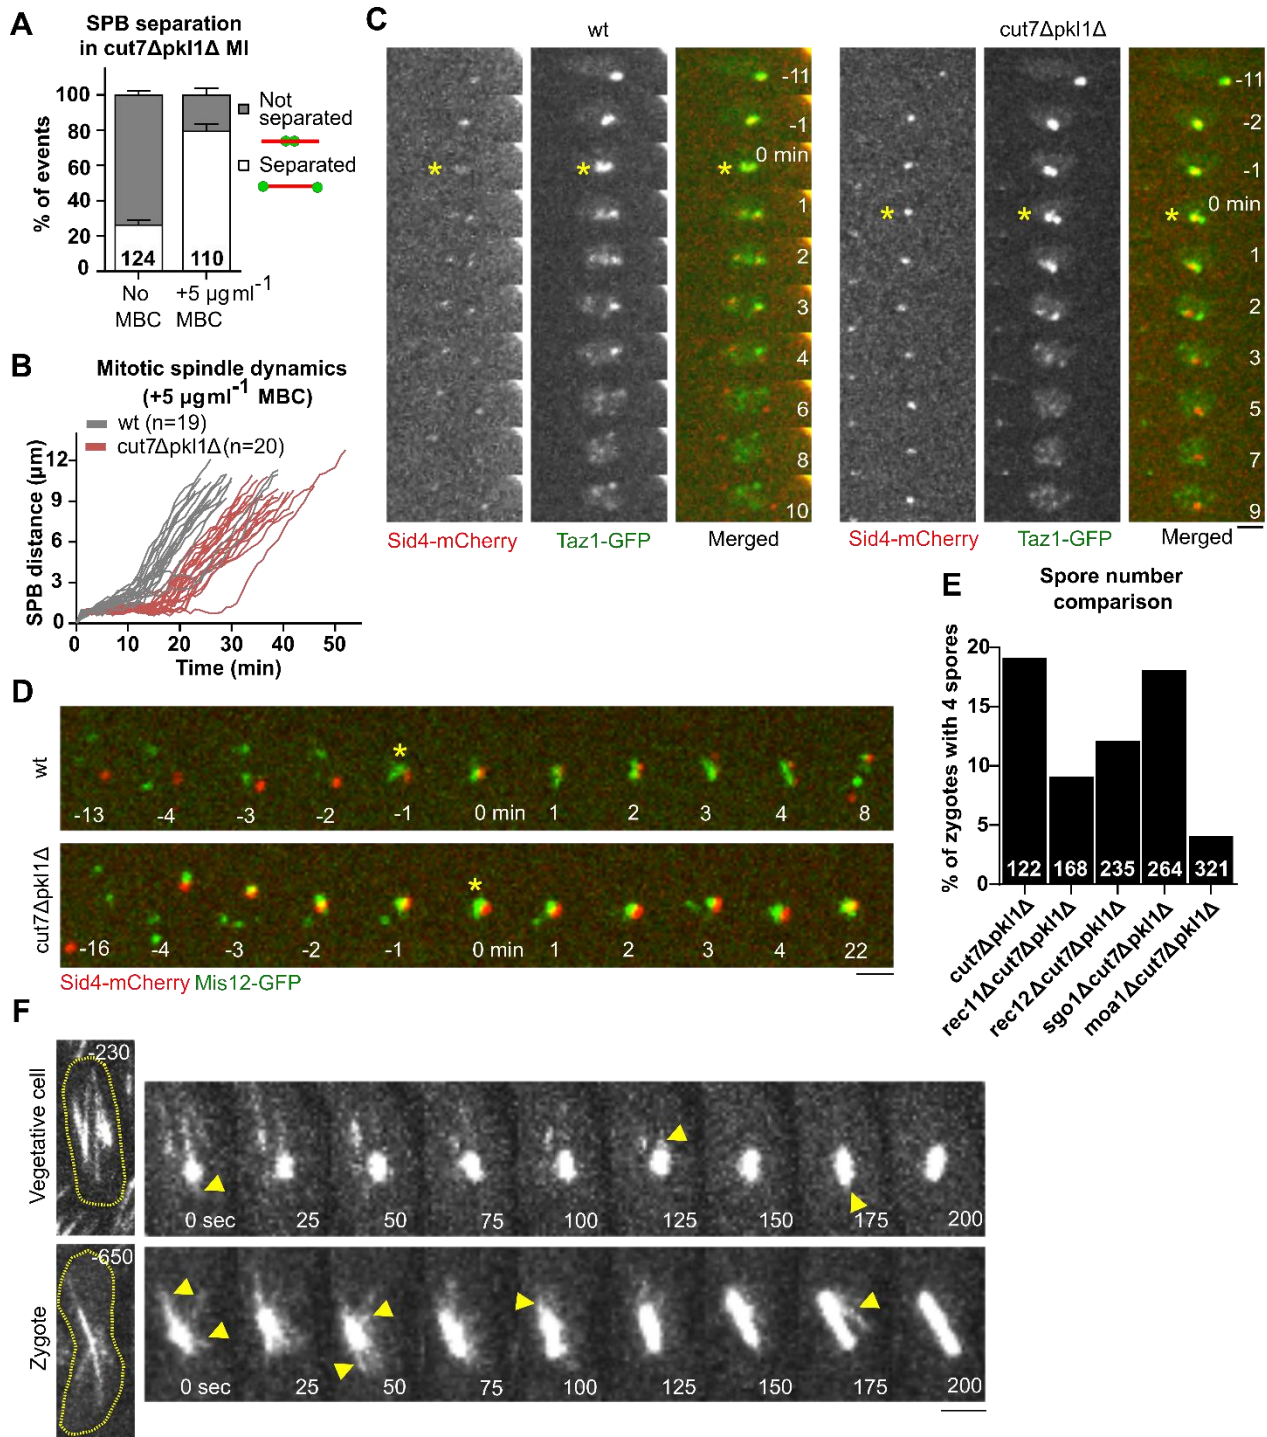 A
SPB separation
in cut7Δpkl1Δ MI
% of events
100
80
60
40
20
0
124
110
No
MBC
+5 µgml-1
MBC
Not
separated
Separated
B
Mitotic spindle dynamics
(+5 µgml-1 MBC)
wt (n=19)
cut7Δpkl1Δ (n=20)
SPB distance (µm)
12
9
6
3
0
0 10 20 30 40 50
Time (min)
C
wt
cut7Δpkl1Δ
-11
-1
0 min
*
*
*
1
2
3
4
6
8
10
Sid4-mCherry
Taz1-GFP
Merged
-11
-2
-1
0 min
*
*
*
1
2
3
5
7
9
Sid4-mCherry
Taz1-GFP
Merged
D
wt
*
-13 -4 -3 -2 -1 0 min 1 2 3 4 8
cut7Δpkl1Δ
*
-16 -4 -3 -2 -1 0 min 1 2 3 4 22
Sid4-mCherry Mis12-GFP
E
Spore number
comparison
% of zygotes with 4 spores
20
15
10
5
0
122 168 235 264 321
cut7Δpkl1Δ
rec11Δcut7Δpkl1Δ
rec12Δcut7Δpkl1Δ
sgo1Δcut7Δpkl1Δ
moa1Δcut7Δpkl1Δ
F
Vegetative cell
-230
0 sec 25 50 75 100 125 150 175 200
Zygote
-650
0 sec 25 50 75 100 125 150 175 200